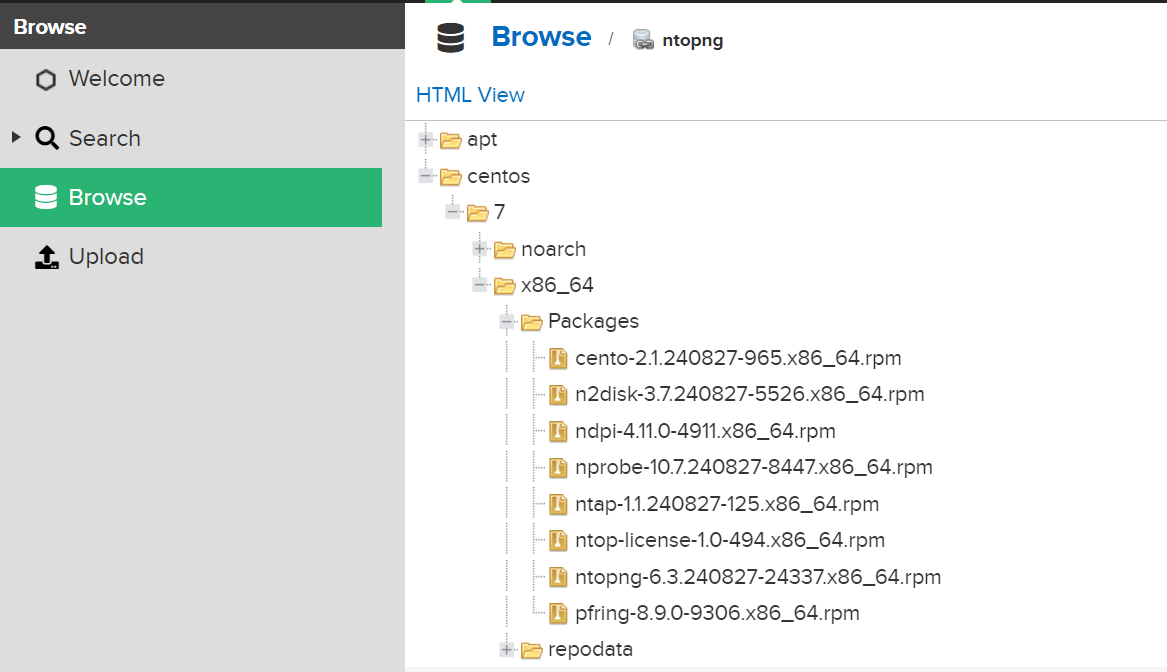 Browse
Welcome
Search
Browse
Upload
Browse / ntopng
HTML View
apt
centos
7
noarch
x86_64
Packages
cento-2.1.240827-965.x86_64.rpm
n2disk-3.7.240827-5526.x86_64.rpm
ndpi-4.11.0-4911.x86_64.rpm
nprobe-10.7.240827-8447.x86_64.rpm
ntap-1.1.240827-125.x86_64.rpm
ntop-license-1.0-494.x86_64.rpm
ntopng-6.3.240827-24337.x86_64.rpm
pfring-8.9.0-9306.x86_64.rpm
repodata